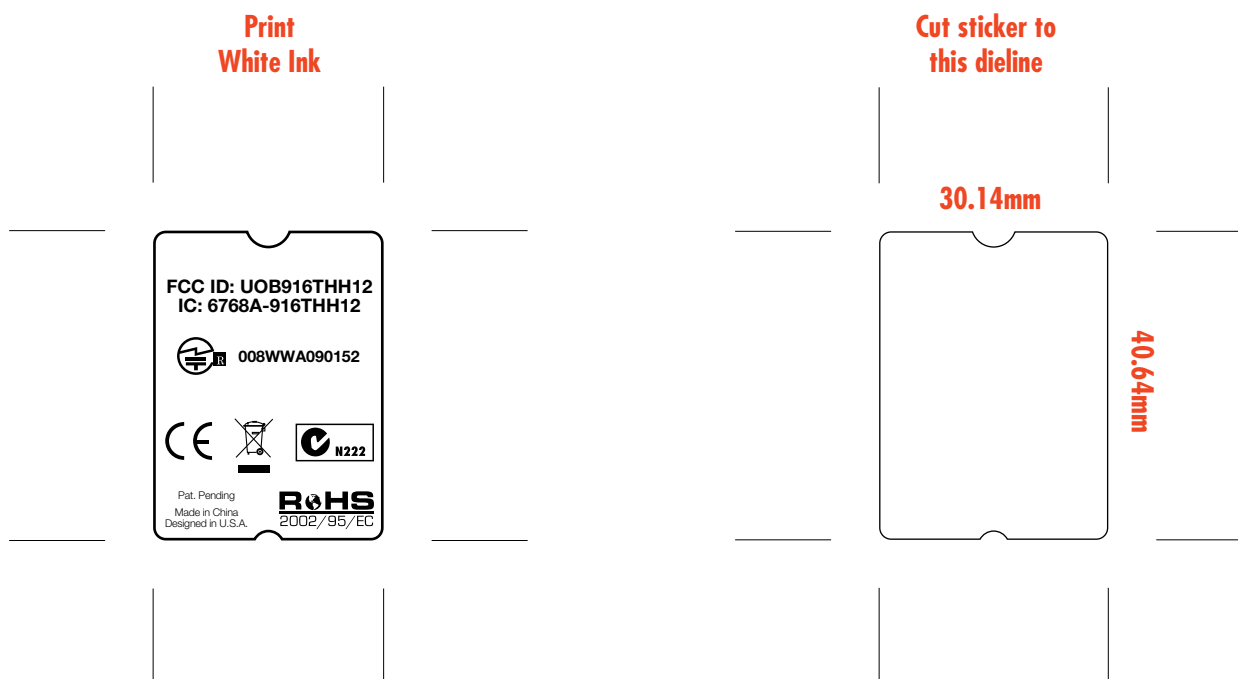 Print
White Ink
FCC ID: UOB916THH12
IC: 6768A-916THH12
R 008WWA090152
CE
N222
Pat. Pending
Made in China
Designed in U.S.A.
RoHS
2002/95/EC
Cut sticker to
this dieline
30.14mm
40.64mm